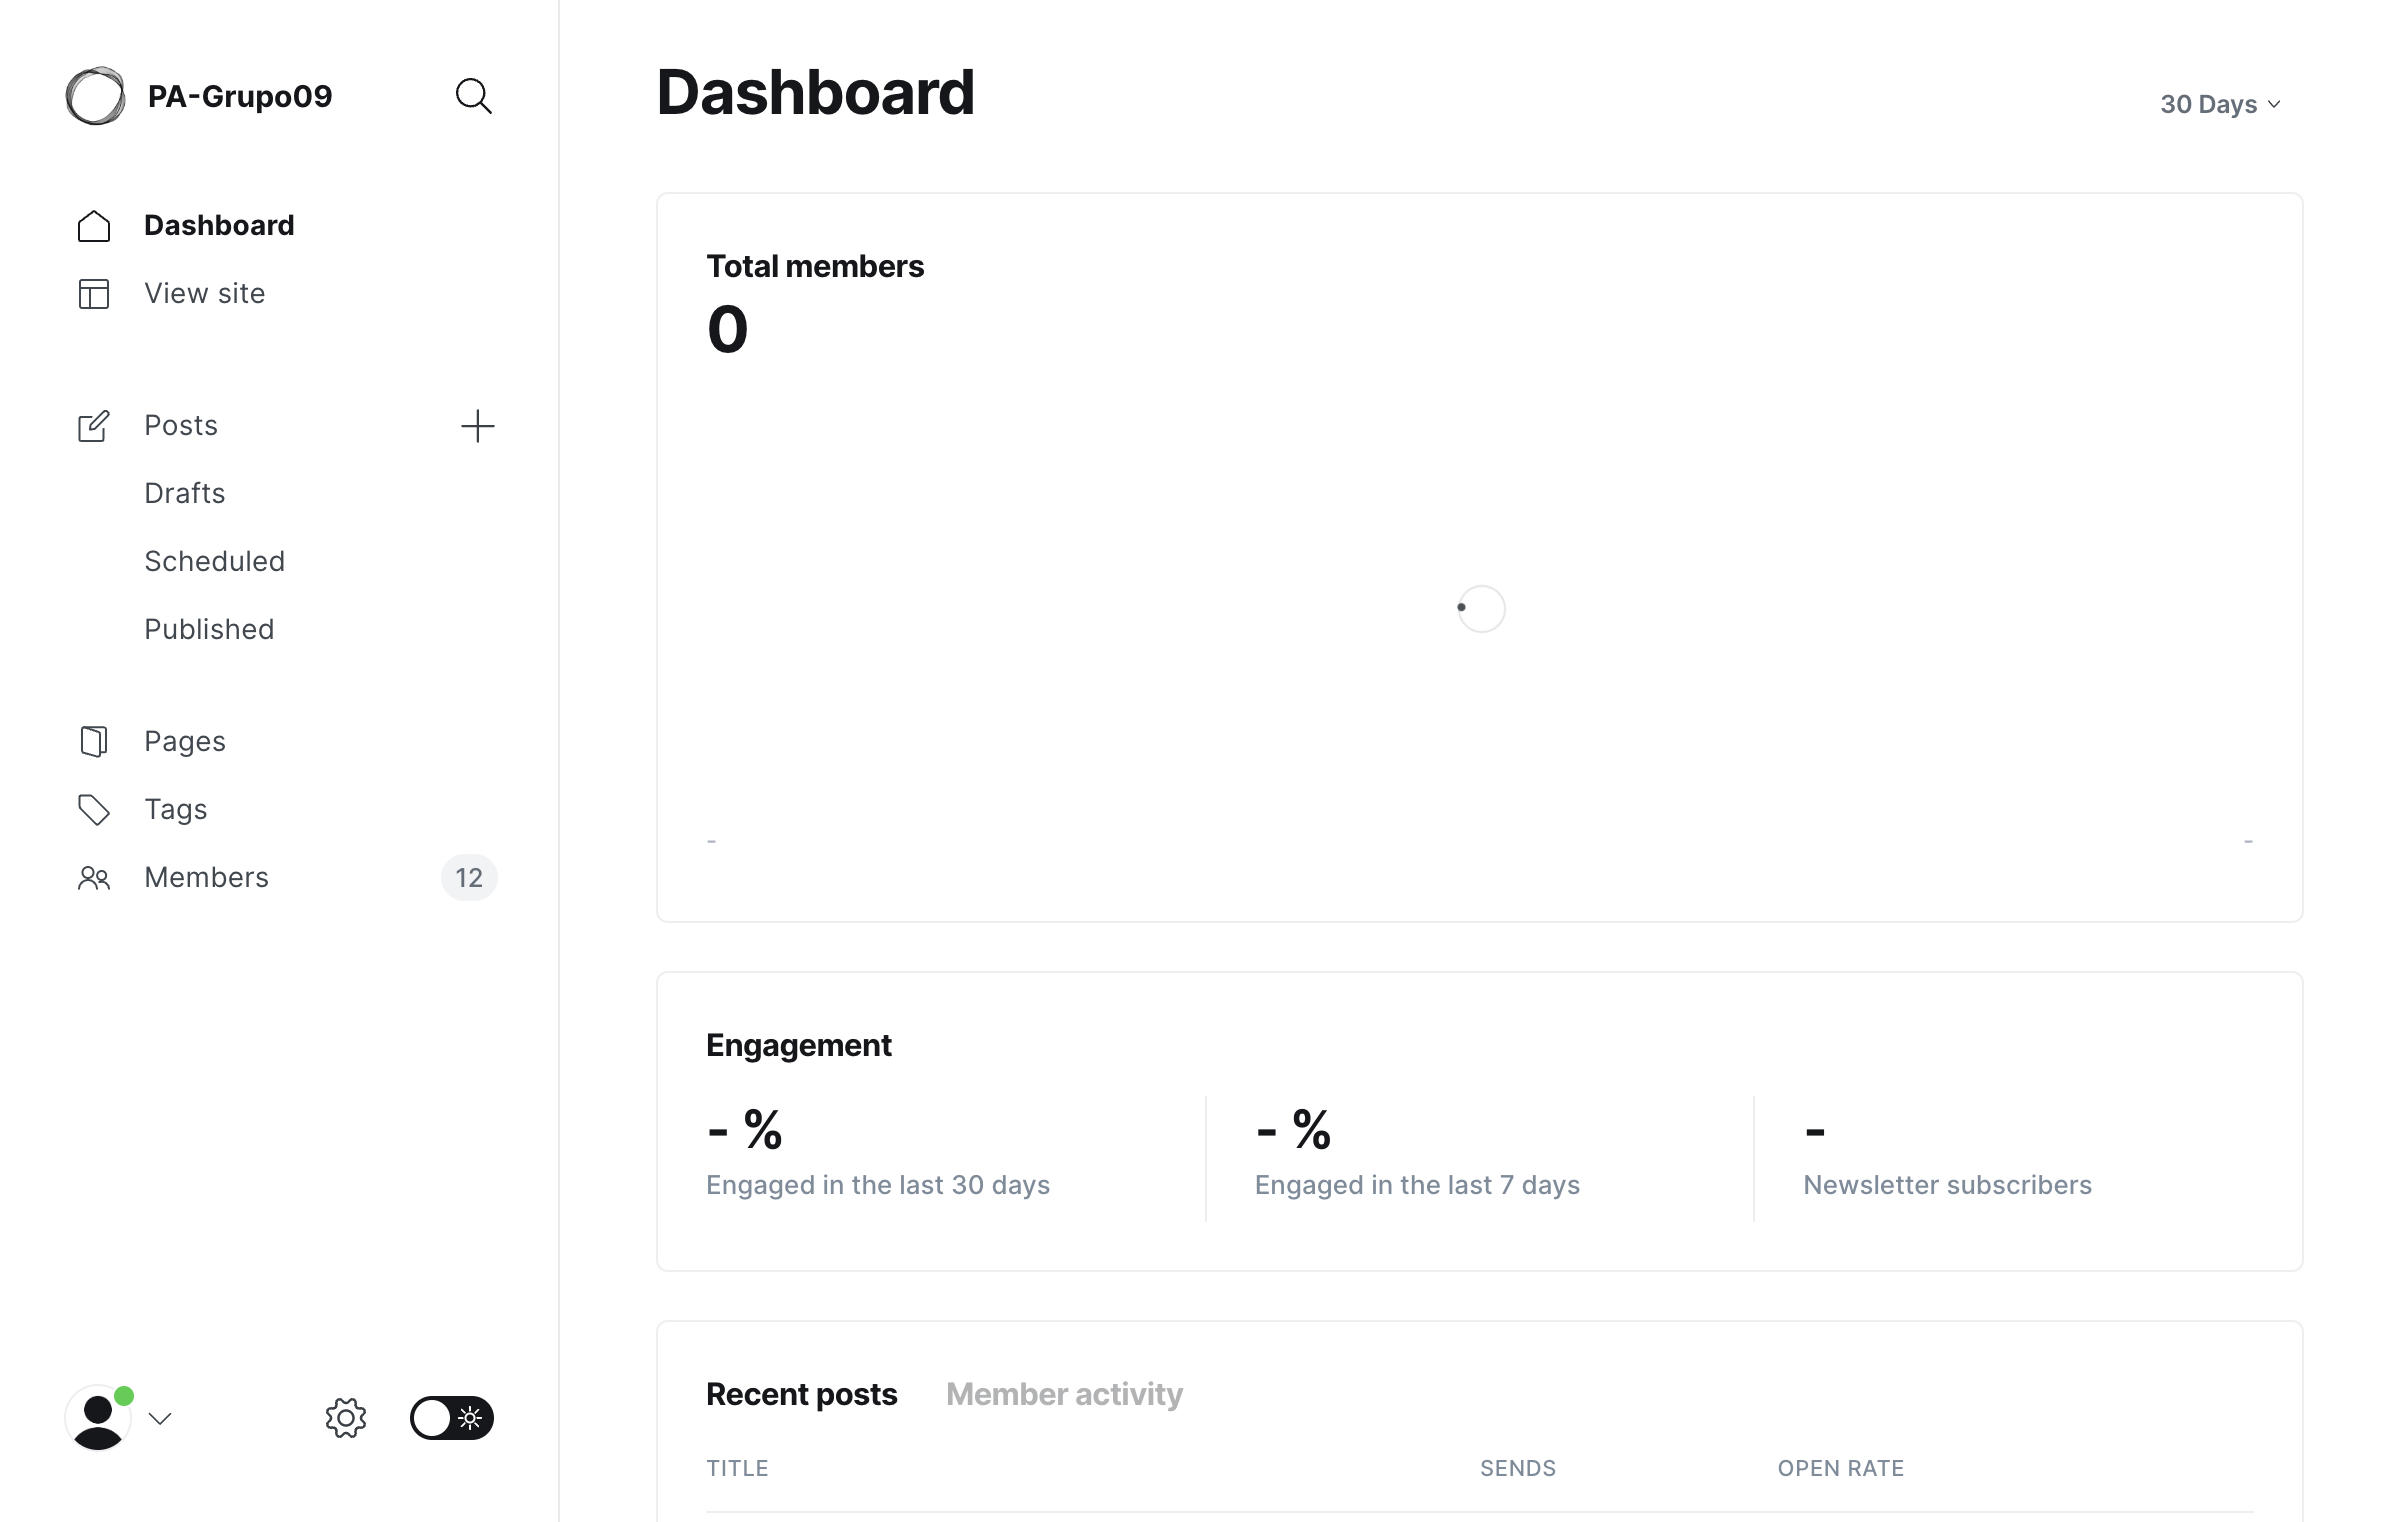 PA-Grupo09
Dashboard
View site
Posts
Drafts
Scheduled
Published
Pages
Tags
Members 12
Dashboard
30 Days
Total members
0
- -
Engagement
- % - % -
Engaged in the last 30 days Engaged in the last 7 days Newsletter subscribers
Recent posts Member activity
TITLE SENDS OPEN RATE